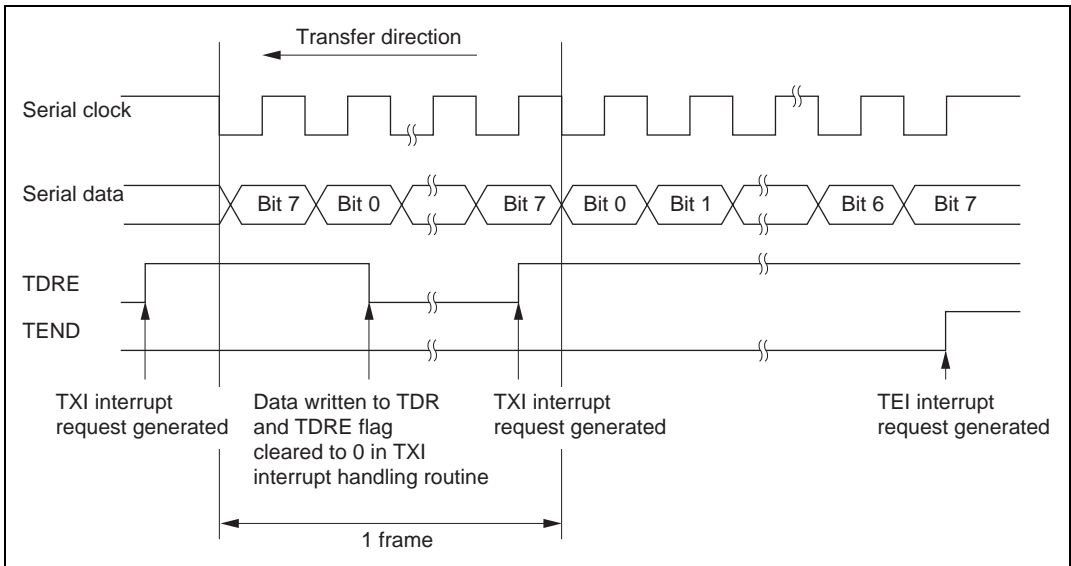 Transfer direction
Serial clock
Serial data
Bit 7 Bit 0 Bit 7 Bit 0 Bit 1 Bit 6 Bit 7
TDRE
TEND
TXI interrupt
request generated
Data written to TDR
and TDRE flag
cleared to 0 in TXI
interrupt handling routine
TXI interrupt
request generated
TEI interrupt
request generated
1 frame